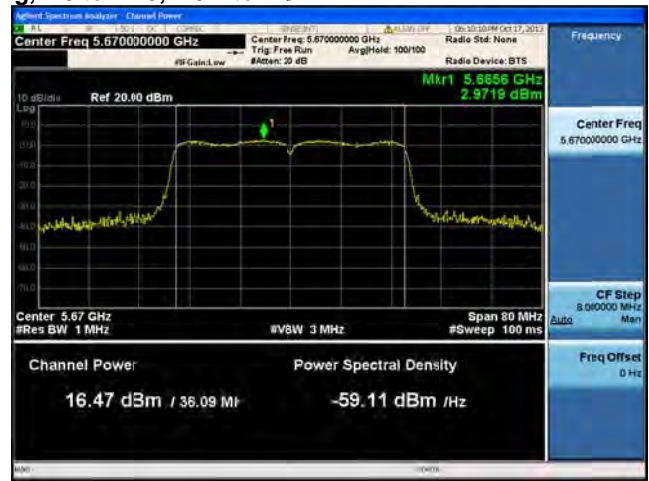 Agilent Spectrum Analyzer - Channel Power
06:10:10 PM Oct 17, 2013
Center Freq 5.670000000 GHz
Center Freq: 5.670000000 GHz
Radio Std: None
Frequency
Trig: Free Run
Avg|Hold: 100/100
#IFGain:Low
#Atten: 20 dB
Radio Device: BTS
Mkr1 5.6656 GHz
2.9719 dBm
10 dB/div
Ref 20.00 dBm
Log
1
Center Freq
5.670000000 GHz
Center 5.67 GHz
Span 80 MHz
#Res BW 1 MHz
#VBW 3 MHz
#Sweep 100 ms
CF Step
8.000000 MHz
Auto
Man
Channel Power
Power Spectral Density
Freq Offset
0 Hz
16.47 dBm / 36.09 MH
-59.11 dBm /Hz
MSG